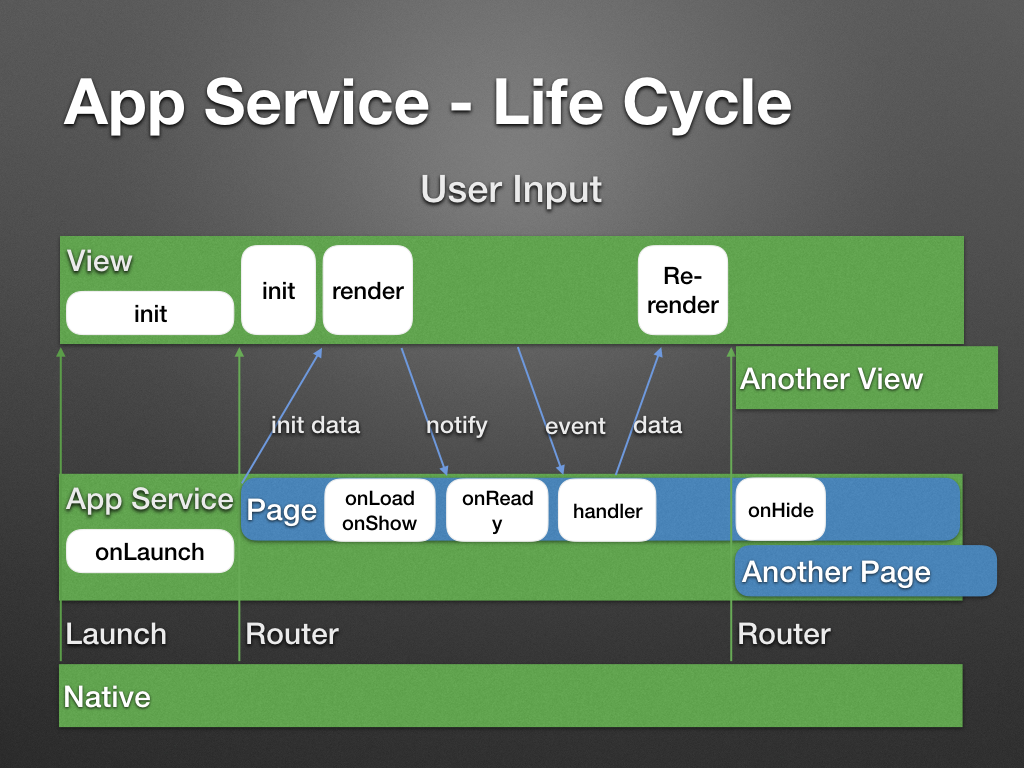 App Service - Life Cycle
User Input
View
init
init
render
Re-
render
Another View
init data
notify
event
data
App Service
onLaunch
Page
onLoad
onShow
onRead
y
handler
onHide
Another Page
Launch
Router
Router
Native